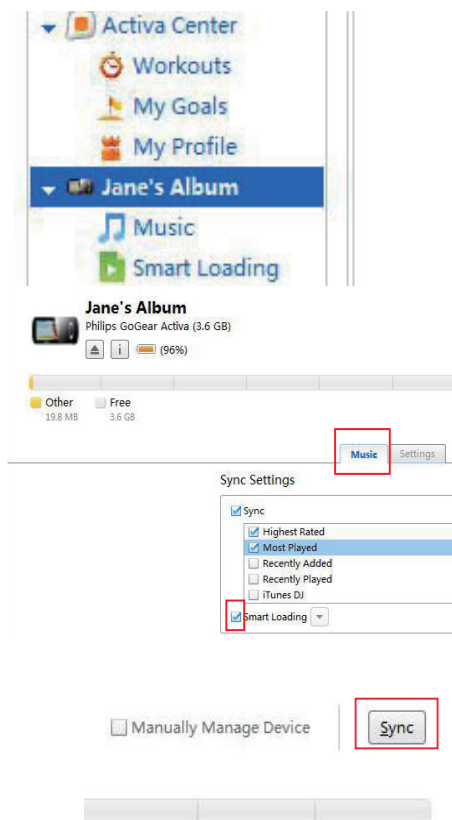 Activa Center
Workouts
My Goals
My Profile
Jane's Album
Music
Smart Loading
Jane's Album
Philips GoGear Activa (3.6 GB)
i (96%)
Other Free
19.8 MB 3.6 GB
Music Settings
Sync Settings
Sync
Highest Rated
Most Played
Recently Added
Recently Played
iTunes DJ
Smart Loading
Manually Manage Device Sync